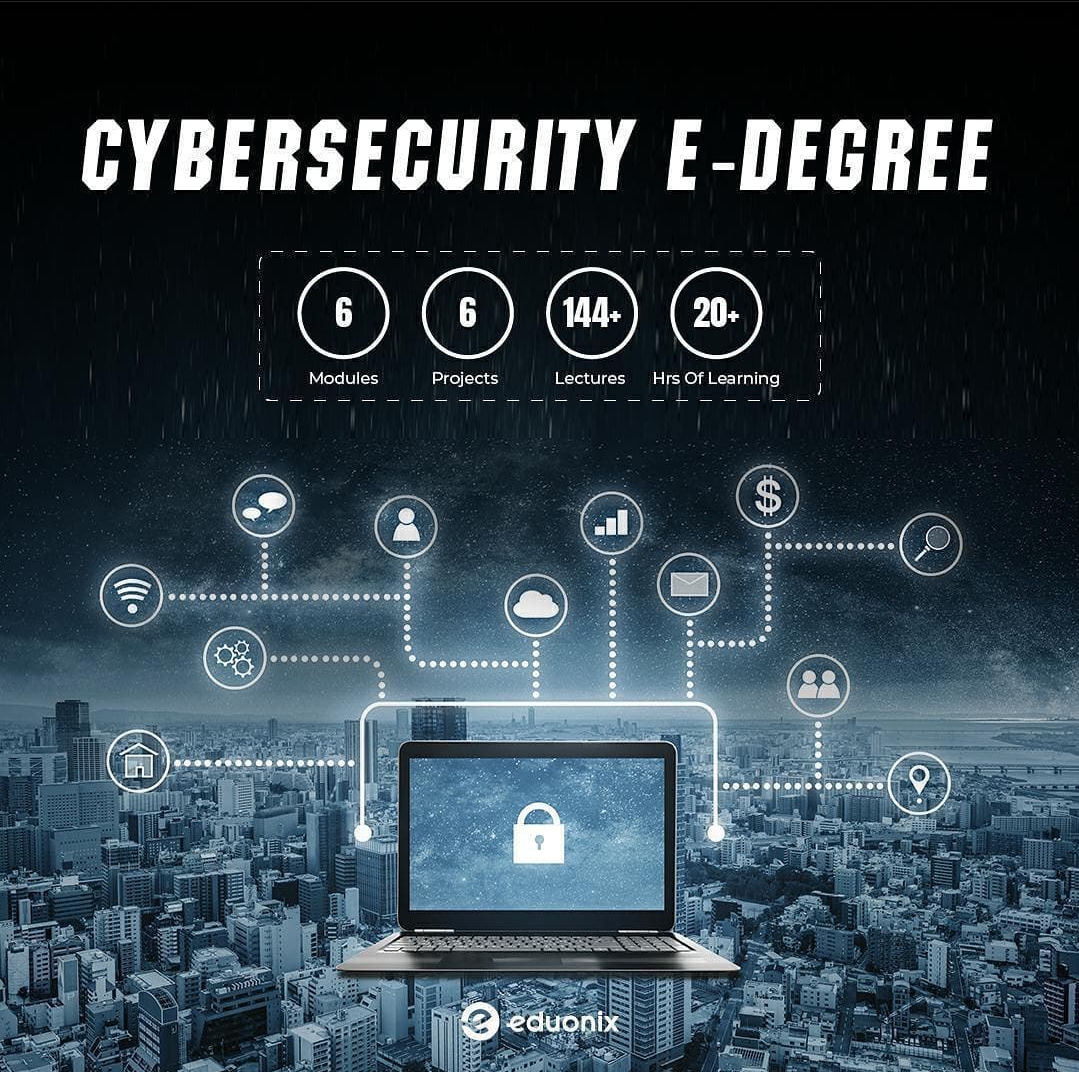 CYBERSECURITY E-DEGREE
6 6 144+ 20+
Modules Projects Lectures Hrs Of Learning
$
eduonix